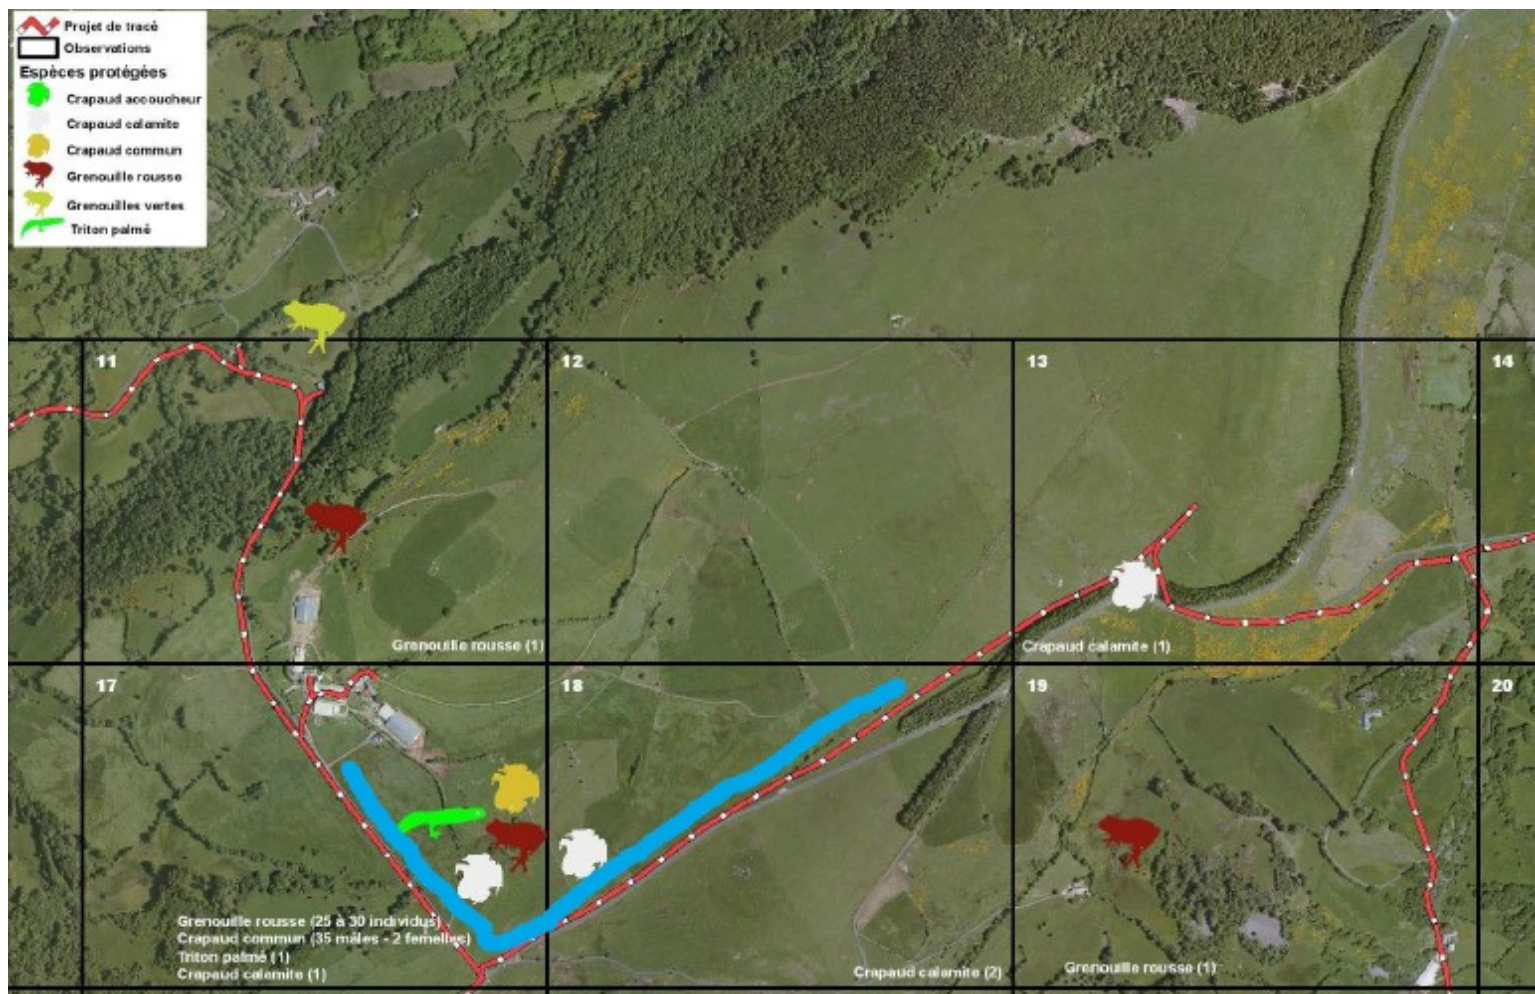 Projet de tracé
Observations
Espèces protégées
Crapaud accoucheur
Crapaud calamite
Crapaud commun
Grenouille rousse
Grenouilles vertes
Triton palmé
11
12
13
14
Grenouille rousse (1)
Crapaud calamite (1)
17
18
19
20
Grenouille rousse (25 à 30 individus)
Crapaud commun (35 mâles - 2 femelles)
Triton palmé (1)
Crapaud calamite (1)
Crapaud calamite (2)
Grenouille rousse (1)